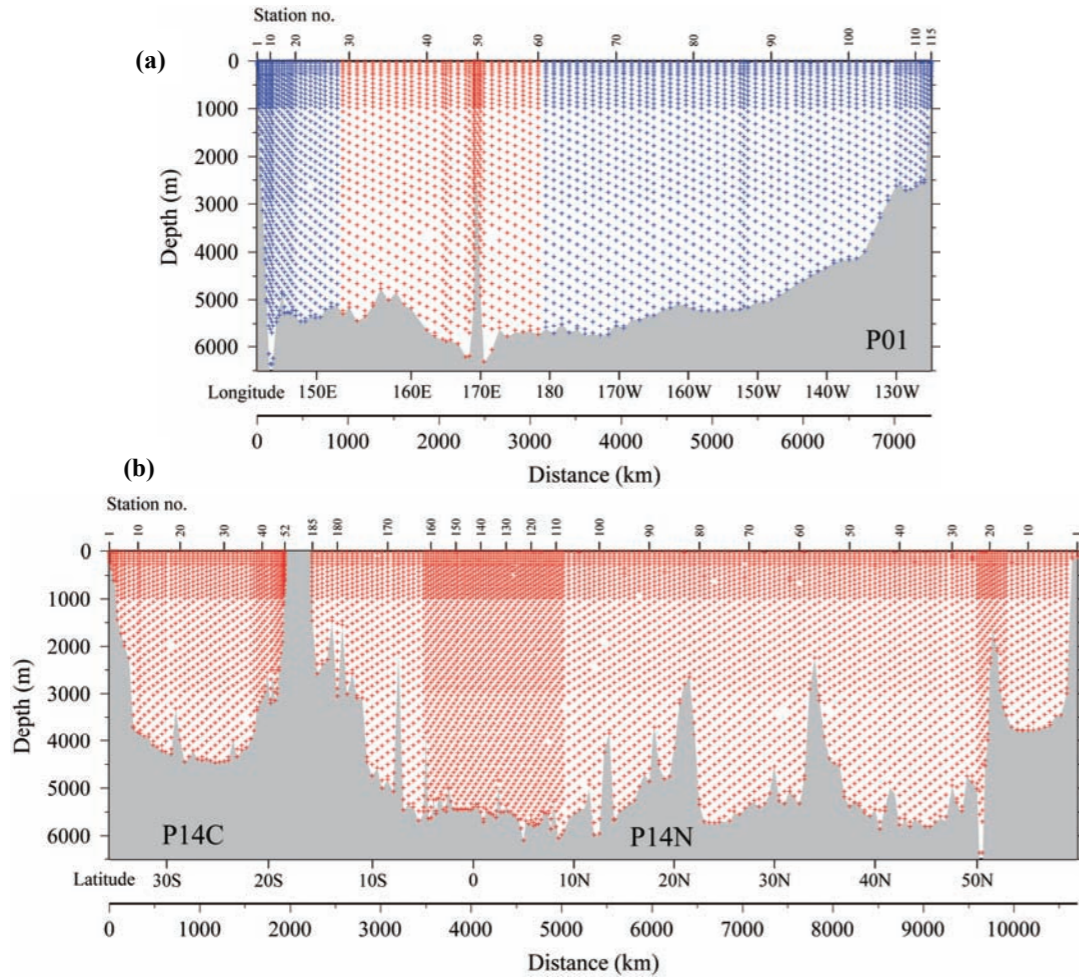 (a)
Station no.
1 10 20 30 40 50 60 70 80 90 100 110 115
0
1000
2000
3000
4000
5000
6000
Depth (m)
P01
Longitude 150E 160E 170E 180 170W 160W 150W 140W 130W
0 1000 2000 3000 4000 5000 6000 7000
Distance (km)
(b)
Station no.
1 10 20 30 40 52 185 180 170 160 150 140 130 120 110 100 90 80 70 60 50 40 30 20 10 1
0
1000
2000
3000
4000
5000
6000
Depth (m)
P14C P14N
Latitude 30S 20S 10S 0 10N 20N 30N 40N 50N
0 1000 2000 3000 4000 5000 6000 7000 8000 9000 10000
Distance (km)